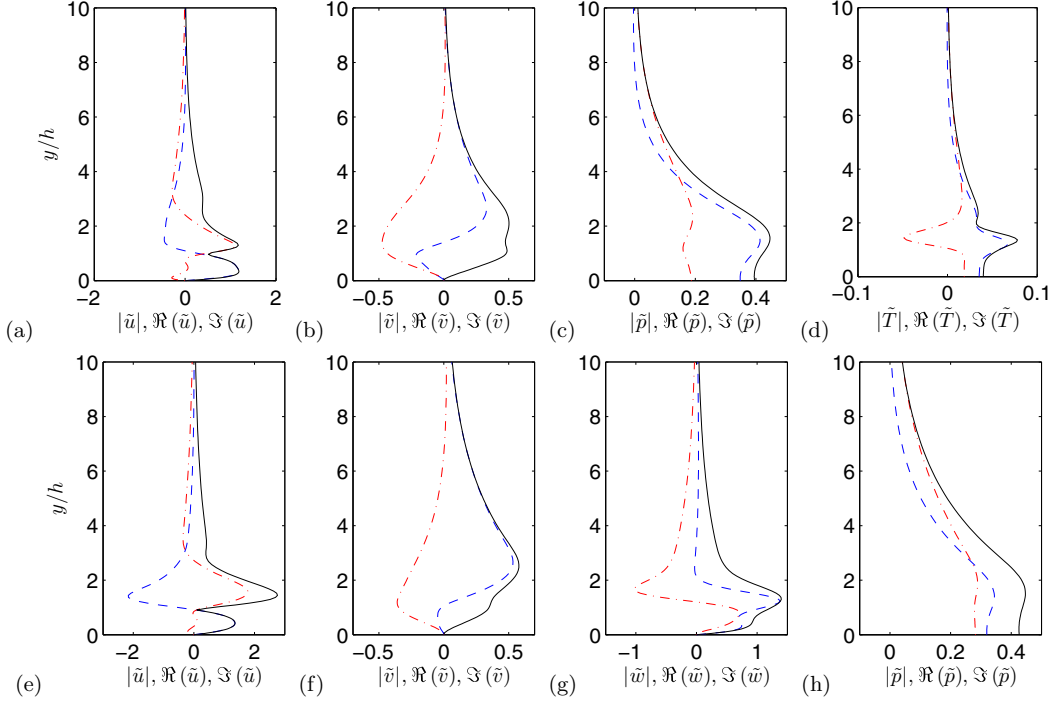 10 10 10 10
8 8 8 8
6 6 6 6
y/h
4 4 4 4
2 2 2 2
0 0 0 0
−2 0 2 −0.5 0 0.5 0 0.2 0.4 −0.1 0 0.1
(a) |ũ|, ℜ(ũ), ℑ(ũ) (b) |ṽ|, ℜ(ṽ), ℑ(ṽ) (c) |p̃|, ℜ(p̃), ℑ(p̃) (d) |T̃|, ℜ(T̃), ℑ(T̃)
10 10 10 10
8 8 8 8
6 6 6 6
y/h
4 4 4 4
2 2 2 2
0 0 0 0
−2 0 2 −0.5 0 0.5 −1 0 1 0 0.2 0.4
(e) |ũ|, ℜ(ũ), ℑ(ũ) (f) |ṽ|, ℜ(ṽ), ℑ(ṽ) (g) |w̃|, ℜ(w̃), ℑ(w̃) (h) |p̃|, ℜ(p̃), ℑ(p̃)